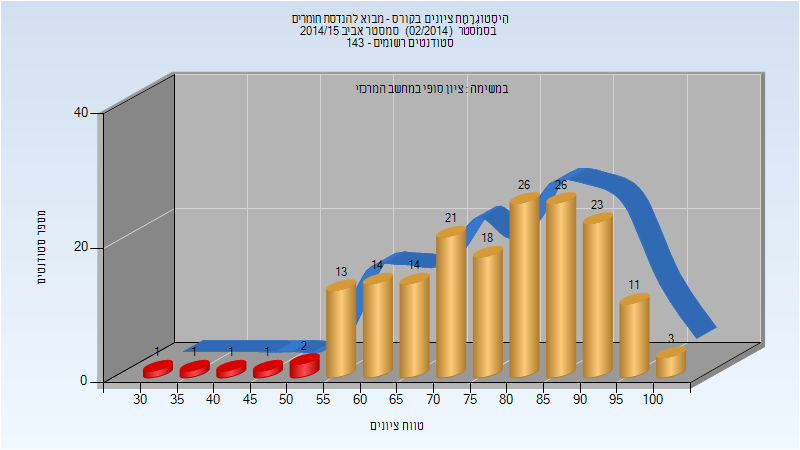 היסטוגרמת ציונים בקורס - מבוא להנדסת חומרים
בסמסטר (02/2014) סמסטר אביב 2014/15
סטודנטים רשומים - 143
במשימה : ציון סופי במחשב המרכזי
40
20
0
מספר סטודנטים
1 1 1 1 2 13 14 14 21 18 26 26 23 11 3
30 35 40 45 50 55 60 65 70 75 80 85 90 95 100
טווח ציונים